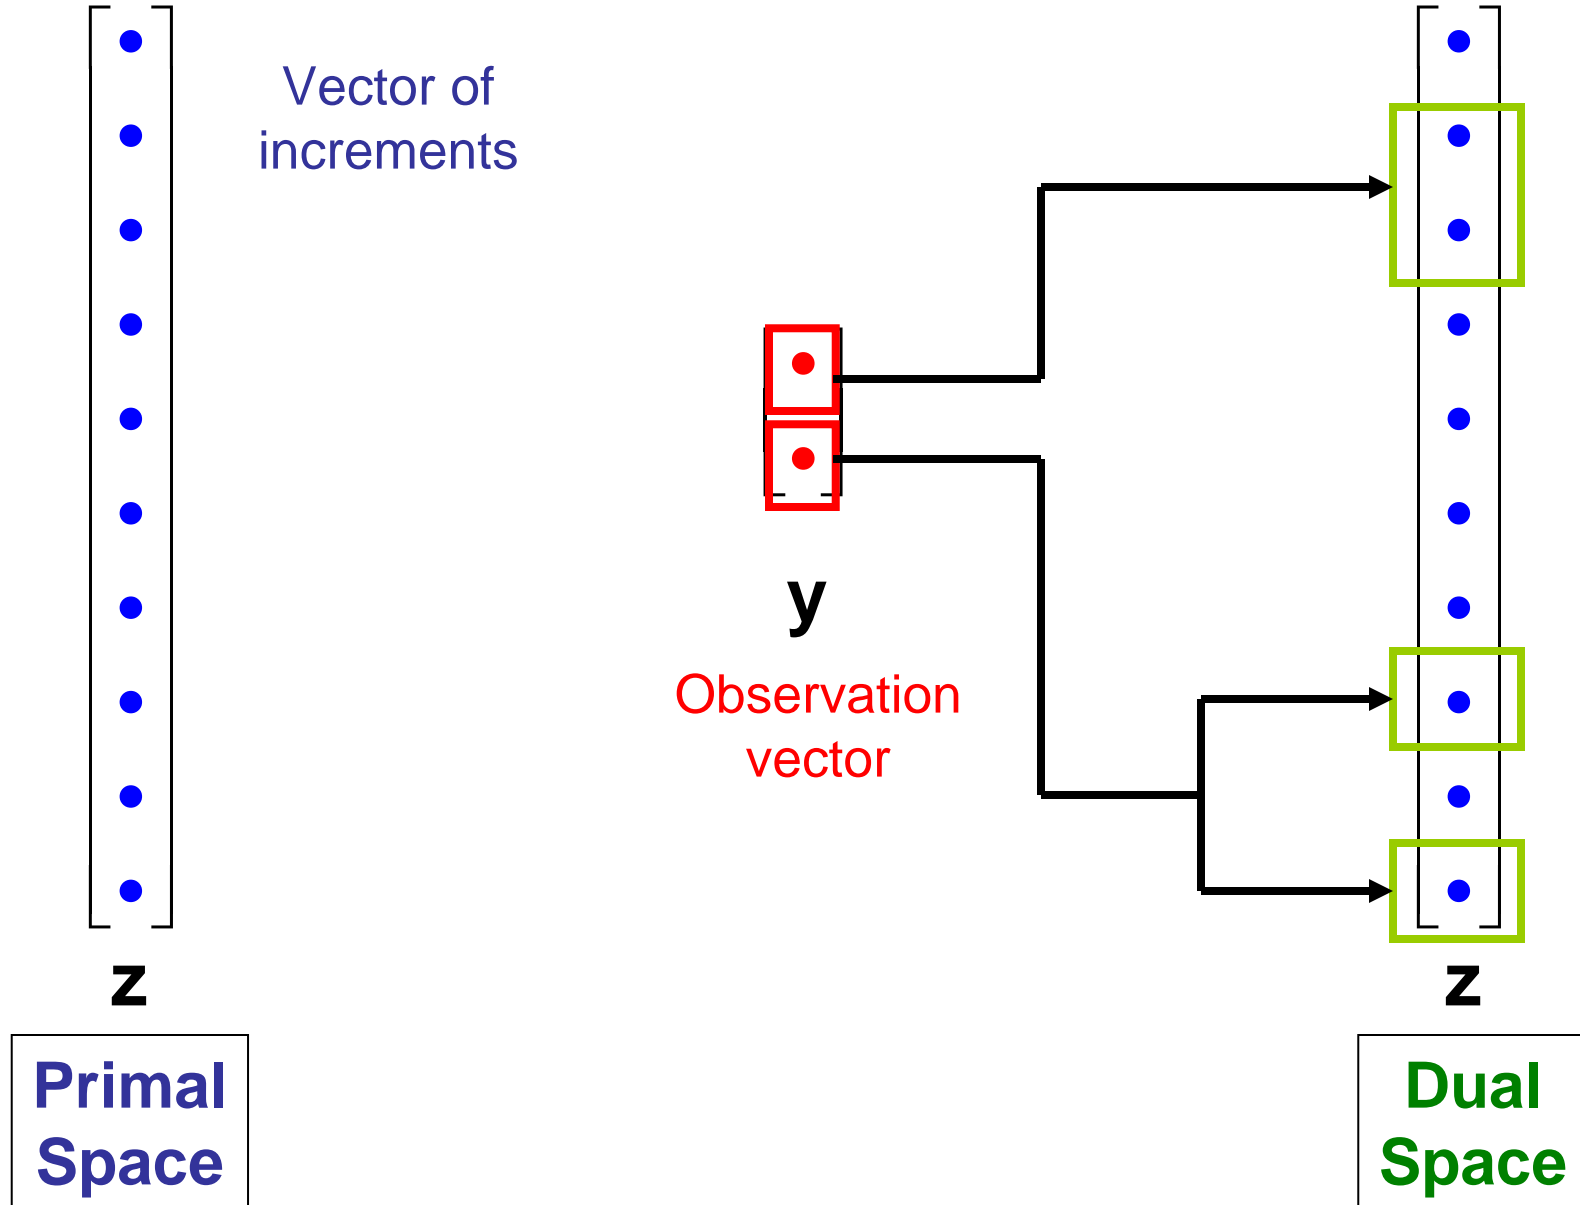 Vector of
increments
y
Observation
vector
z
z
Primal
Space
Dual
Space